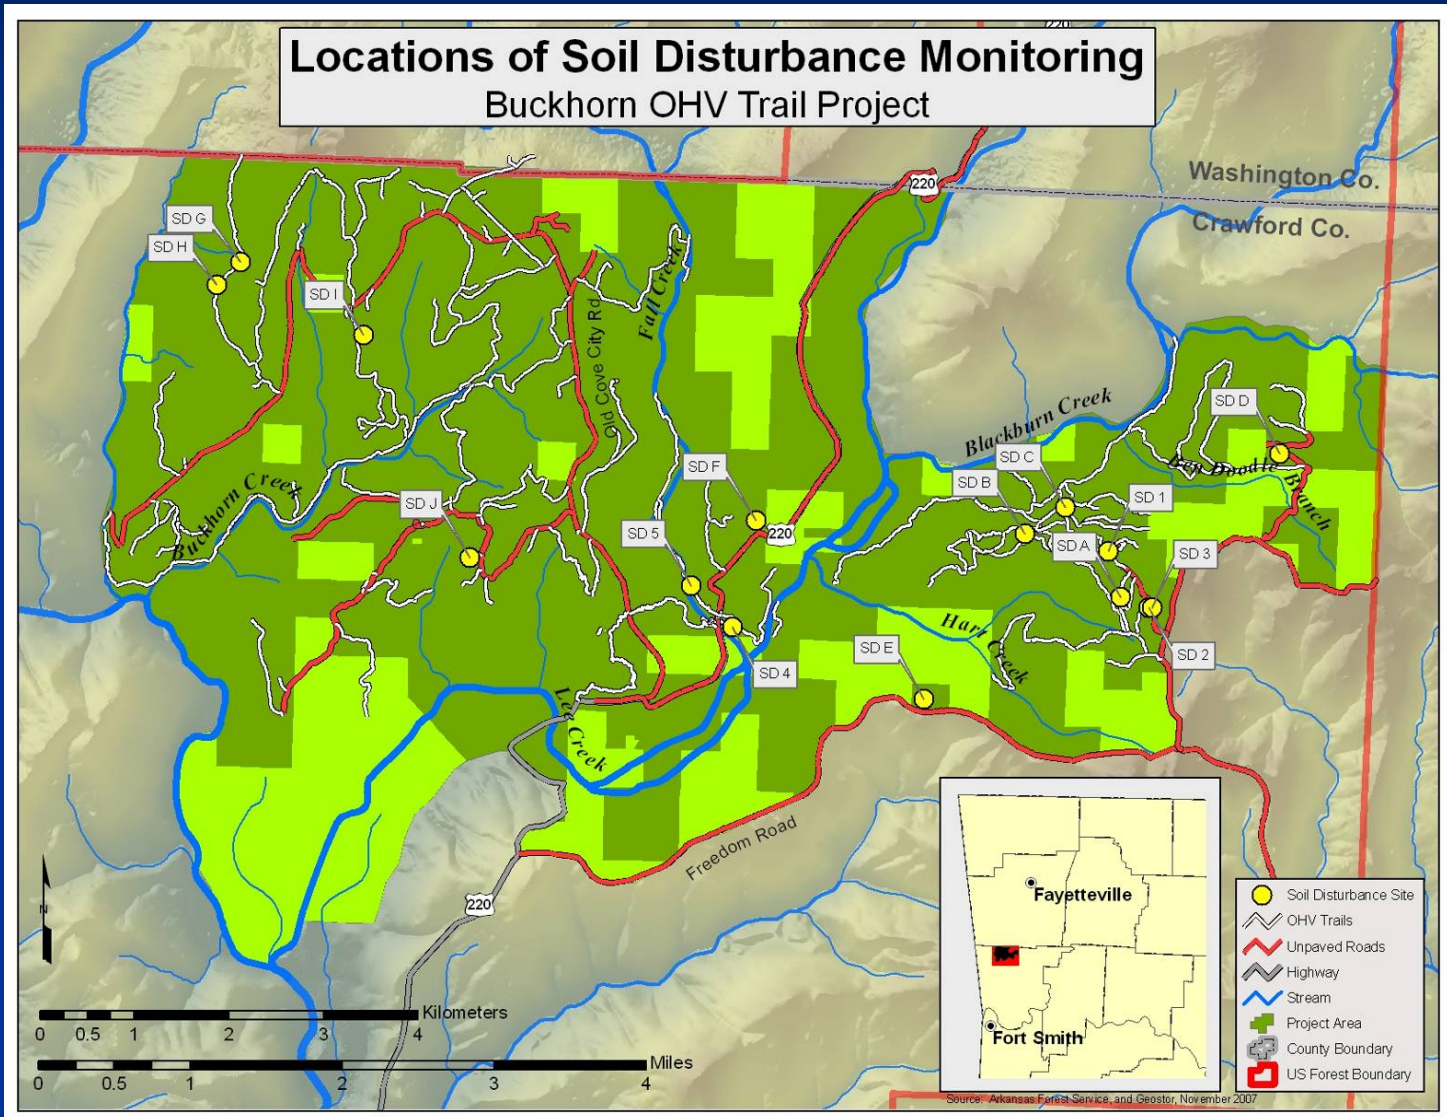 220
Locations of Soil Disturbance Monitoring
Buckhorn OHV Trail Project
Washington Co.
220
Crawford Co.
SD G
SD H
SD I
Fall Creek
Old Cove City Rd
Blackburn Creek
SD D
SD C
Ben Doodle Branch
SD F
SD B
SD 1
Buckhorn Creek
SD J
SD 5
220
SD A
SD 3
Hart Creek
SD E
SD 2
SD 4
Lee Creek
Freedom Road
220
Fayetteville
Fort Smith
Soil Disturbance Site
OHV Trails
Unpaved Roads
Highway
Stream
Project Area
County Boundary
US Forest Boundary
N
Kilometers
0 0.5 1 2 3 4
Miles
0 0.5 1 2 3 4
Source: Arkansas Forest Service, and Geostor, November 2007